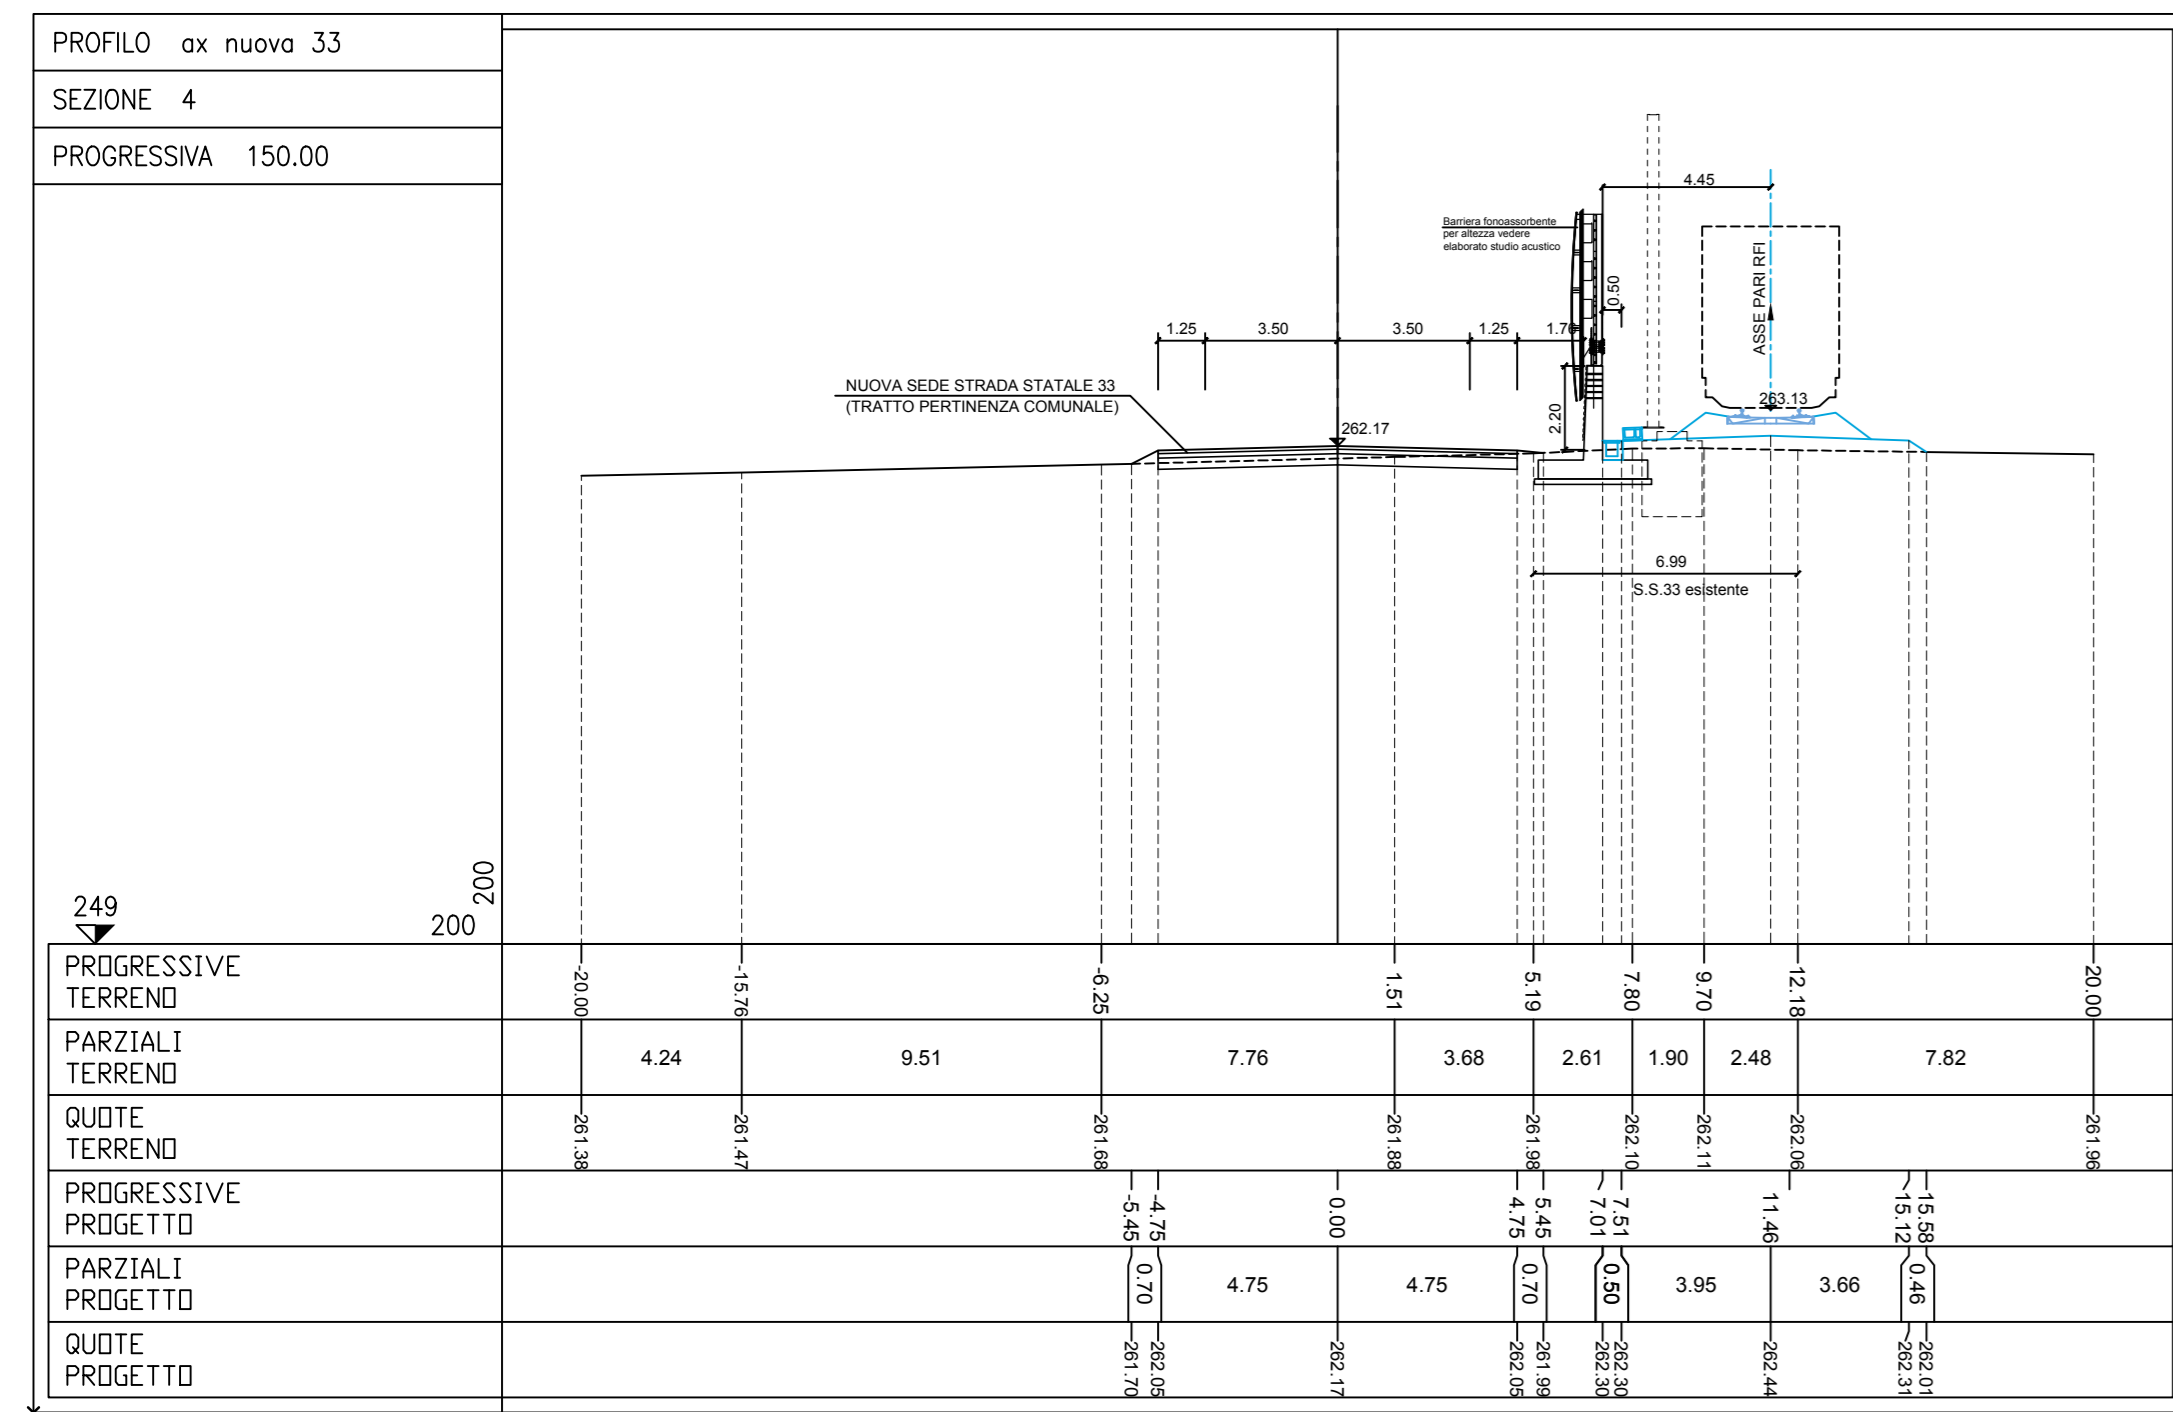 PROFILO ax nuova 33
SEZIONE 4
PROGRESSIVA 150.00
4.45
Barriera fonoassorbente
per altezza vedere
elaborato studio acustico
ASSE PARI RFI
0.50
1.25 3.50 3.50 1.25 1.76
NUOVA SEDE STRADA STATALE 33
(TRATTO PERTINENZA COMUNALE)
2.20
263.13
262.17
6.99
S.S.33 esistente
249
200
200
PROGRESSIVE
TERRENO
-20.00 -15.76 -6.25 1.51 5.19 7.80 9.70 12.18 20.00
PARZIALI
TERRENO
4.24 9.51 7.76 3.68 2.61 1.90 2.48 7.82
QUOTE
TERRENO
261.38 261.47 261.68 261.88 261.98 262.10 262.11 262.06 261.96
PROGRESSIVE
PROGETTO
-5.45 -4.75 0.00 4.75 5.45 7.01 7.51 11.46 15.12 15.58
PARZIALI
PROGETTO
0.70 4.75 4.75 0.70 0.50 3.95 3.66 0.46
QUOTE
PROGETTO
261.70 262.05 262.17 262.05 261.99 262.30 262.30 262.44 262.31 262.01